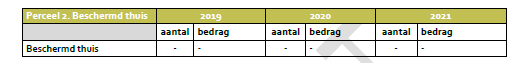 Perceel 2. Beschermd thuis 2019 2020 2021
aantal bedrag aantal bedrag aantal bedrag
Beschermd thuis - - - - - -